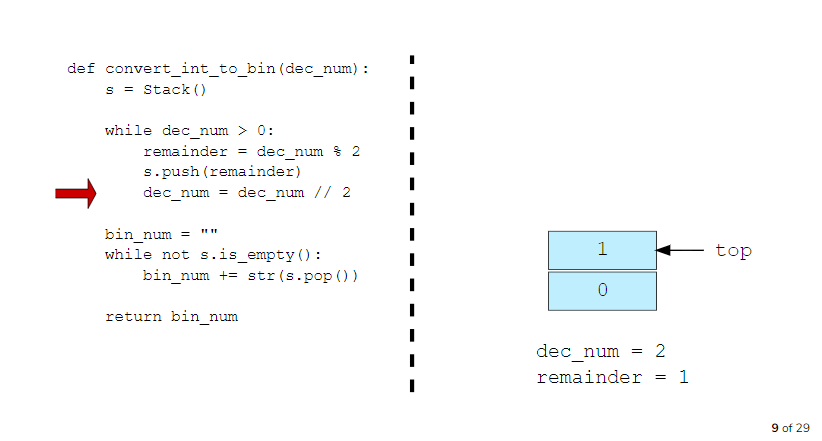 def convert_int_to_bin(dec_num):
    s = Stack()
    while dec_num > 0:
        remainder = dec_num % 2
        s.push(remainder)
        dec_num = dec_num // 2
    bin_num = ""
    while not s.is_empty():
        bin_num += str(s.pop())
    return bin_num
1
top
0
dec_num = 2
remainder = 1
9 of 29